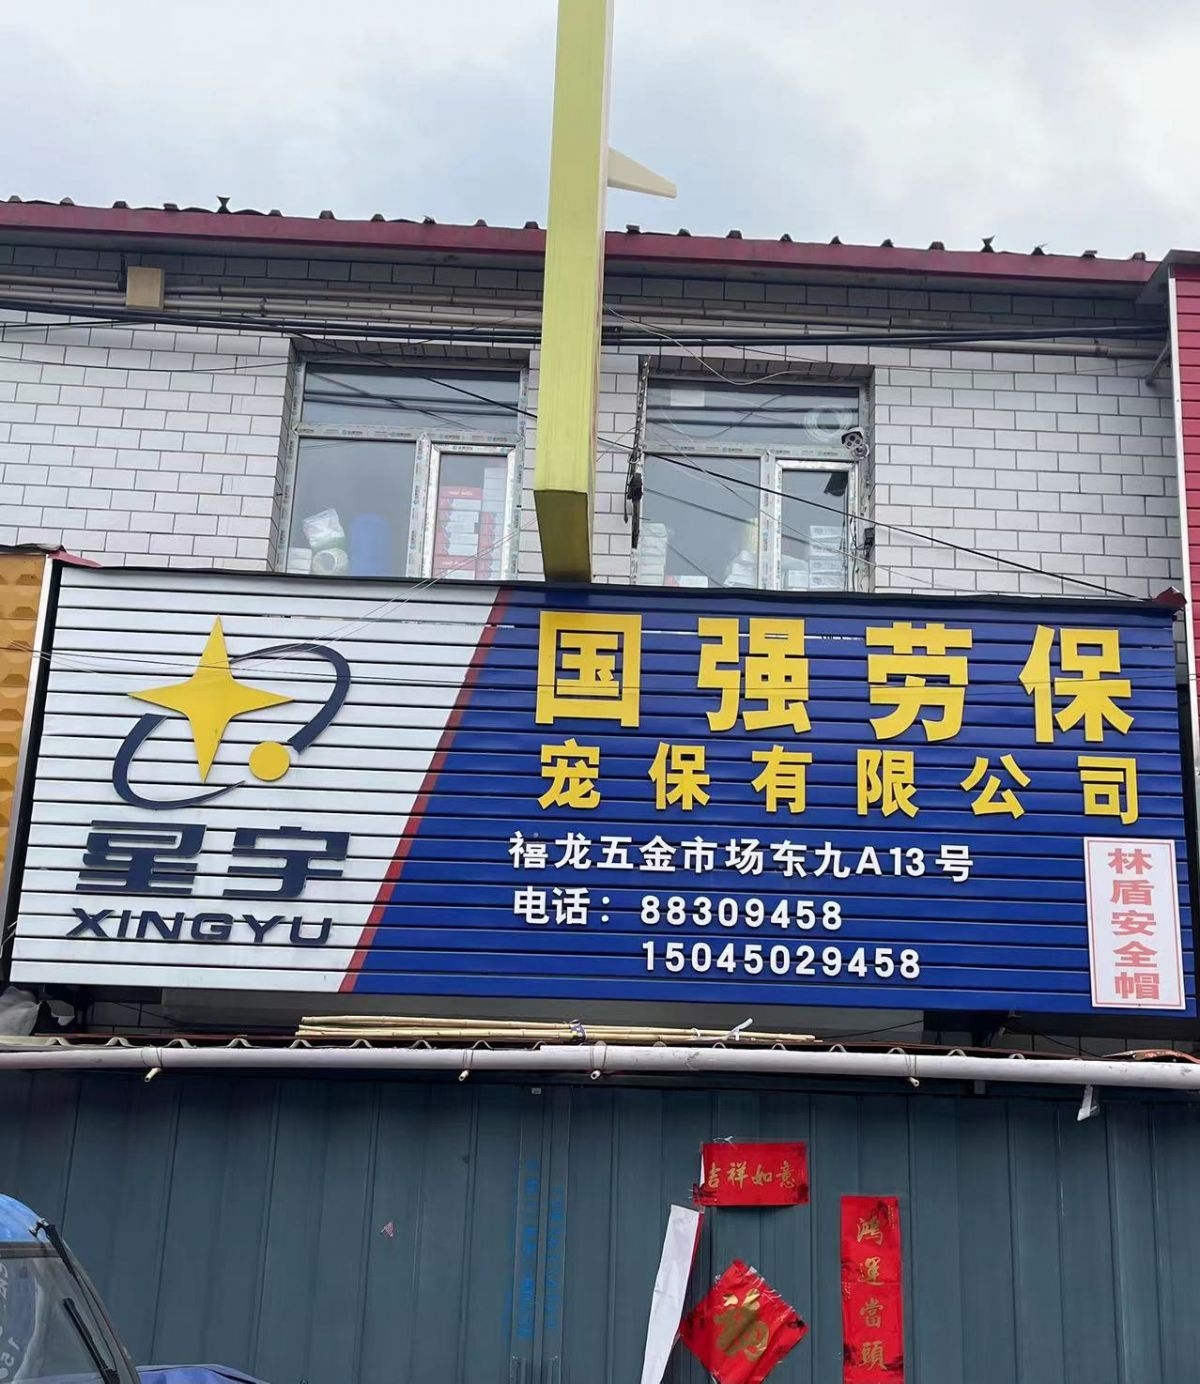 国强劳保
宠保有限公司
禧龙五金市场东九A13号
电话：88309458
15045029458
星宇
XINGYU
林盾安全帽
吉祥如意
鸿運當頭
福